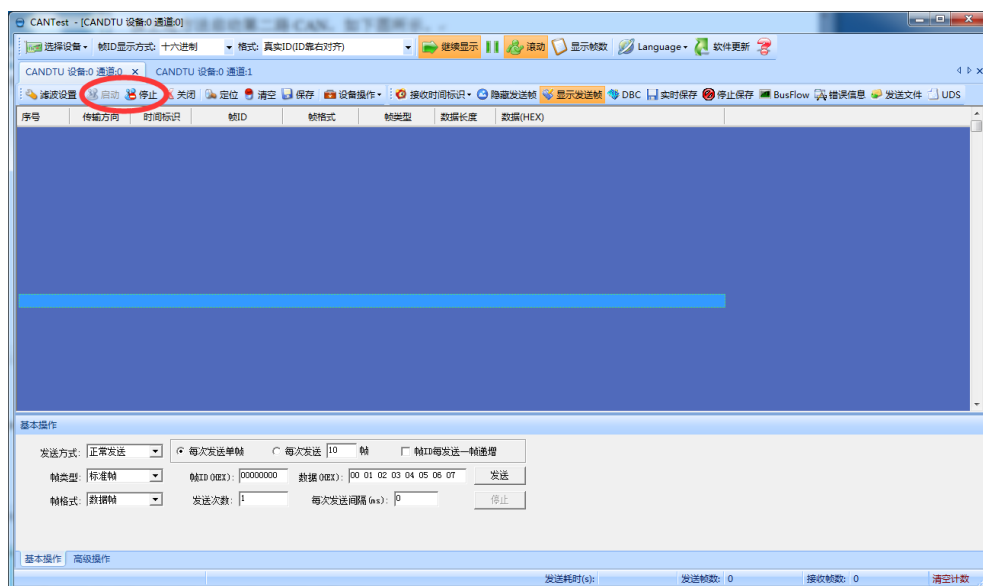 CANTest - [CANDTU 设备:0 通道:0]
选择设备 帧ID显示方式: 十六进制 格式: 真实ID(ID靠右对齐) 继续显示 滚动 显示帧数 Language 软件更新
CANDTU 设备:0 通道:0 × CANDTU 设备:0 通道:1
滤波设置 启动 停止 关闭 定位 清空 保存 设备操作 接收时间标识 隐藏发送帧 显示发送帧 DBC 实时保存 停止保存 BusFlow 错误信息 发送文件 UDS
序号 传输方向 时间标识 帧ID 帧格式 帧类型 数据长度 数据(HEX)
基本操作
发送方式: 正常发送 每次发送单帧 每次发送 10 帧 帧ID每发送一帧递增
帧类型: 标准帧 帧ID(HEX): 00000000 数据(HEX): 00 01 02 03 04 05 06 07 发送
帧格式: 数据帧 发送次数: 1 每次发送间隔(ms): 0 停止
基本操作 高级操作
发送耗时(s): 发送帧数: 0 接收帧数: 0 清空计数